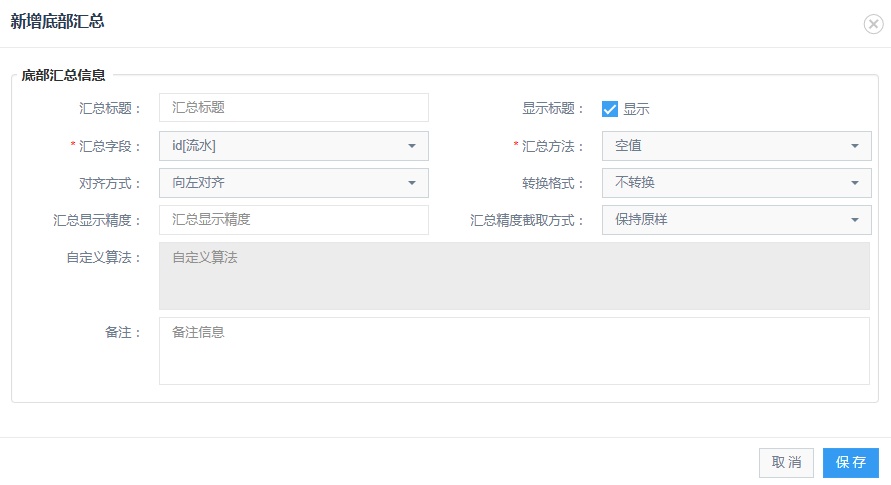 新增底部汇总
底部汇总信息
汇总标题： 汇总标题 显示标题： 显示
* 汇总字段： id[流水] * 汇总方法： 空值
对齐方式： 向左对齐 转换格式： 不转换
汇总显示精度： 汇总显示精度 汇总精度截取方式： 保持原样
自定义算法： 自定义算法
备注： 备注信息
取消 保存